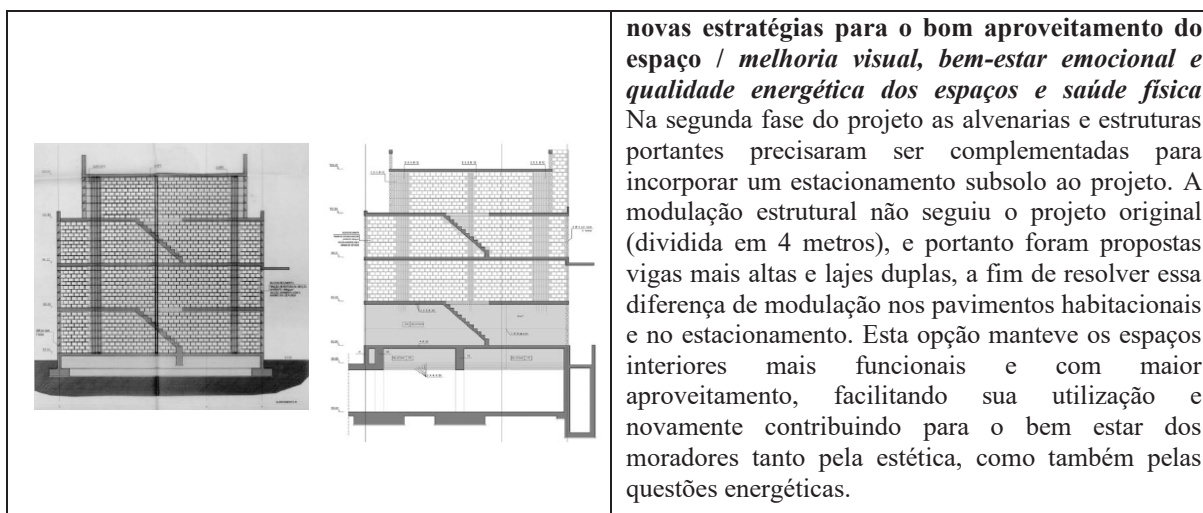 novas estratégias para o bom aproveitamento do
espaço / melhoria visual, bem-estar emocional e
qualidade energética dos espaços e saúde física
Na segunda fase do projeto as alvenarias e estruturas
portantes precisaram ser complementadas para
incorporar um estacionamento subsolo ao projeto. A
modulação estrutural não seguiu o projeto original
(dividida em 4 metros), e portanto foram propostas
vigas mais altas e lajes duplas, a fim de resolver essa
diferença de modulação nos pavimentos habitacionais
e no estacionamento. Esta opção manteve os espaços
interiores mais funcionais e com maior
aproveitamento, facilitando sua utilização e
novamente contribuindo para o bem estar dos
moradores tanto pela estética, como também pelas
questões energéticas.